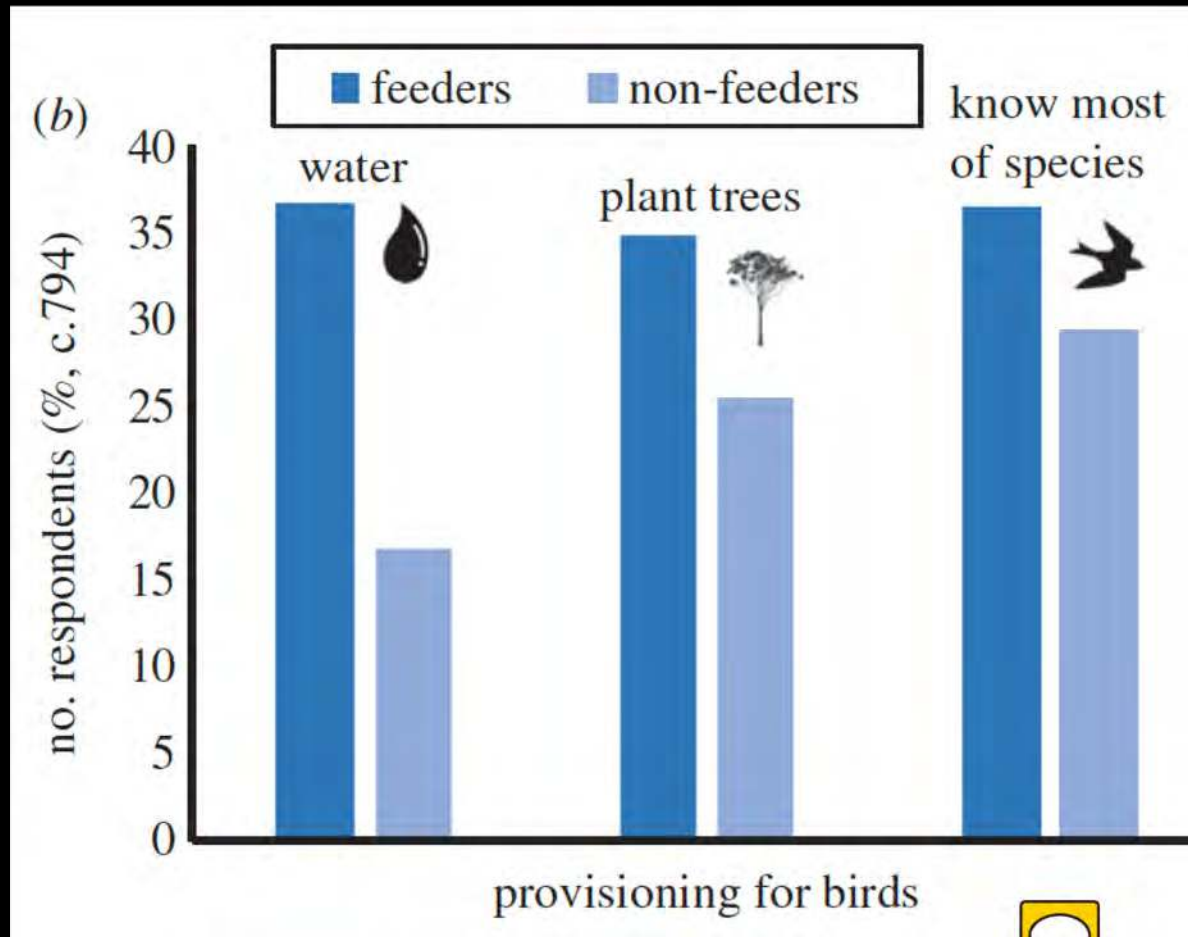 feeders non-feeders
(b)
know most
of species
water
plant trees
40
35
30
25
20
15
10
5
0
no. respondents (%, c.794)
provisioning for birds